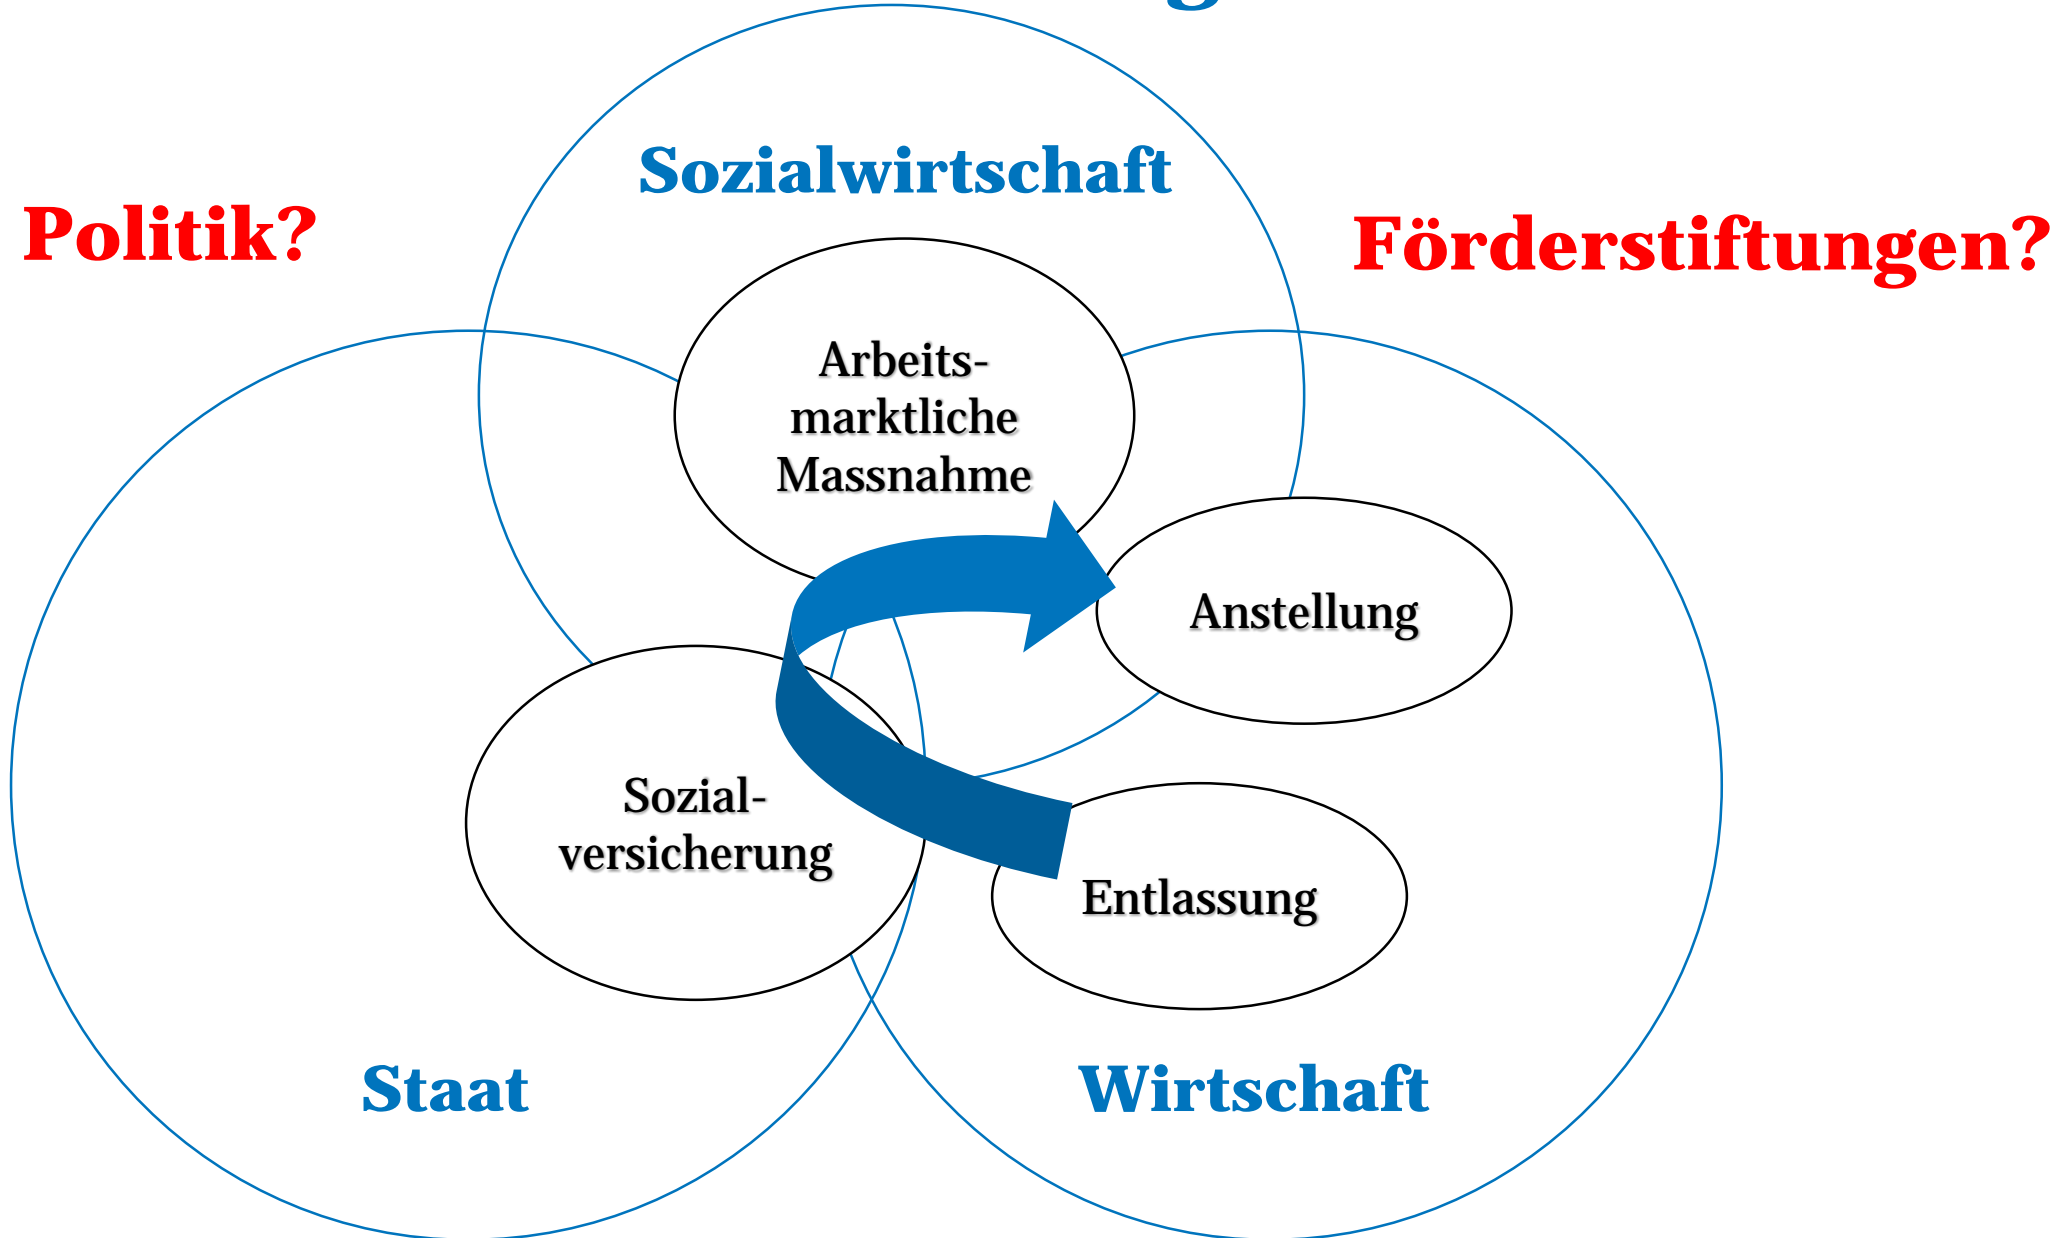 Sozialwirtschaft
Politik?
Förderstiftungen?
Arbeits-
marktliche
Massnahme
Anstellung
Sozial-
versicherung
Entlassung
Staat
Wirtschaft